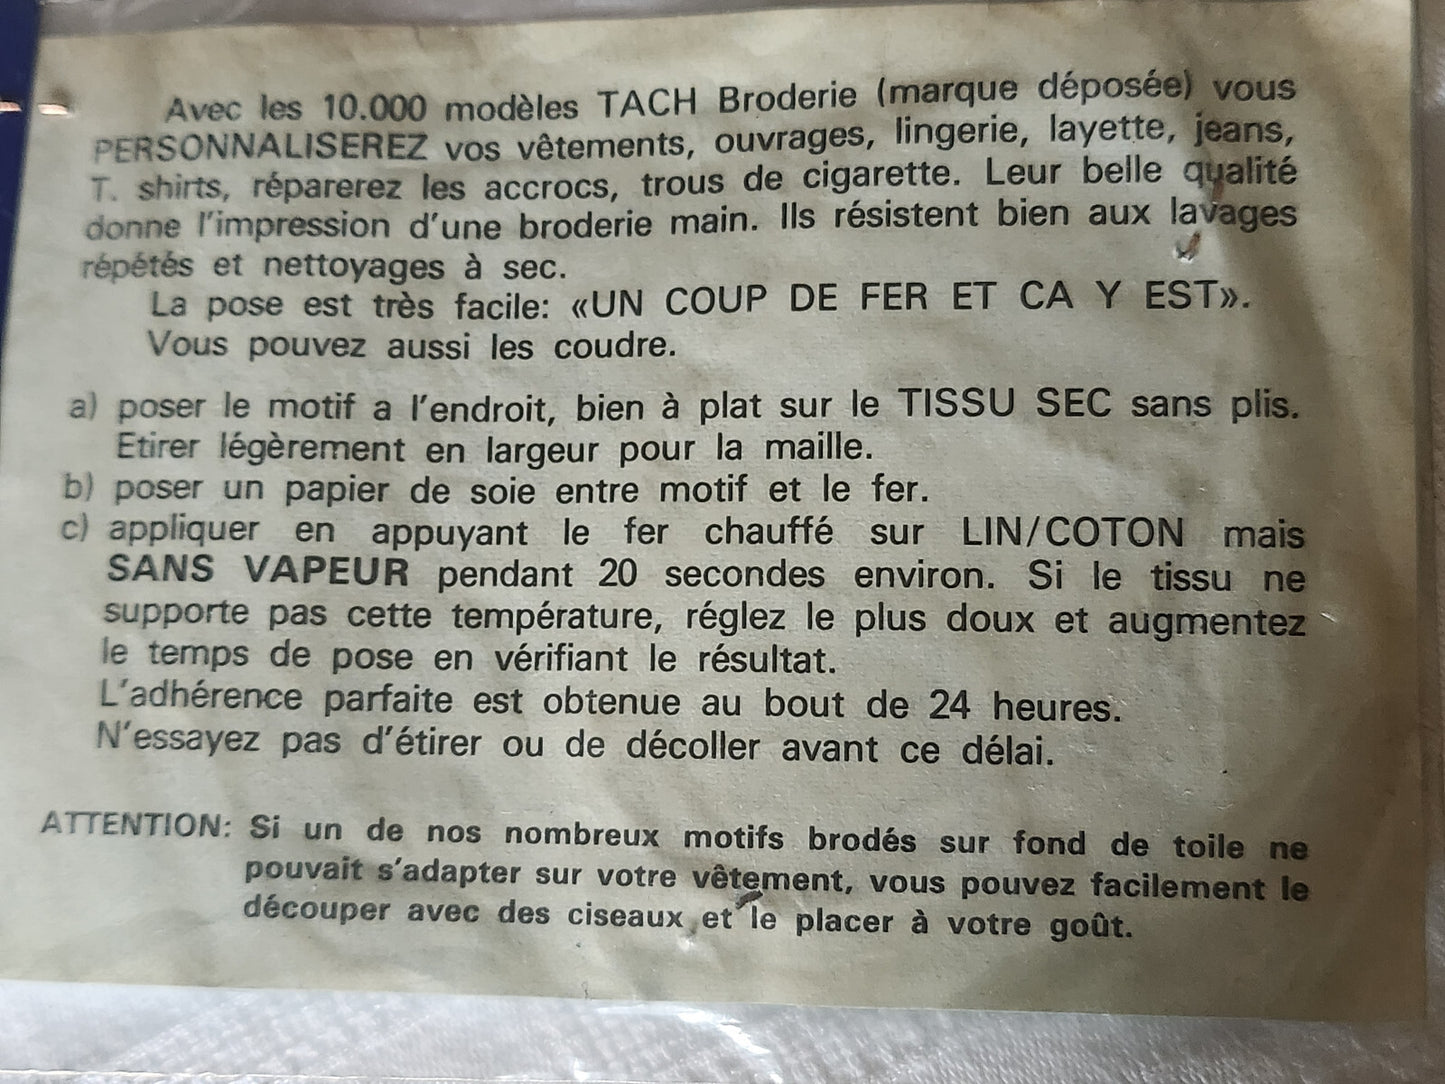 Avec les 10.000 modèles TACH Broderie (marque déposée) vous
PERSONNALISEREZ vos vêtements, ouvrages, lingerie, layette, jeans,
T. shirts, réparerez les accrocs, trous de cigarette. Leur belle qualité
donne l'impression d'une broderie main. Ils résistent bien aux lavages
répétés et nettoyages à sec.
La pose est très facile: «UN COUP DE FER ET CA Y EST».
Vous pouvez aussi les coudre.
a) poser le motif a l'endroit, bien à plat sur le TISSU SEC sans plis.
Etirer légèrement en largeur pour la maille.
b) poser un papier de soie entre motif et le fer.
c) appliquer en appuyant le fer chauffé sur LIN/COTON mais
SANS VAPEUR pendant 20 secondes environ. Si le tissu ne
supporte pas cette température, réglez le plus doux et augmentez
le temps de pose en vérifiant le résultat.
L'adhérence parfaite est obtenue au bout de 24 heures.
N'essayez pas d'étirer ou de décoller avant ce délai.
ATTENTION: Si un de nos nombreux motifs brodés sur fond de toile ne
pouvait s'adapter sur votre vêtement, vous pouvez facilement le
découper avec des ciseaux et le placer à votre goût.